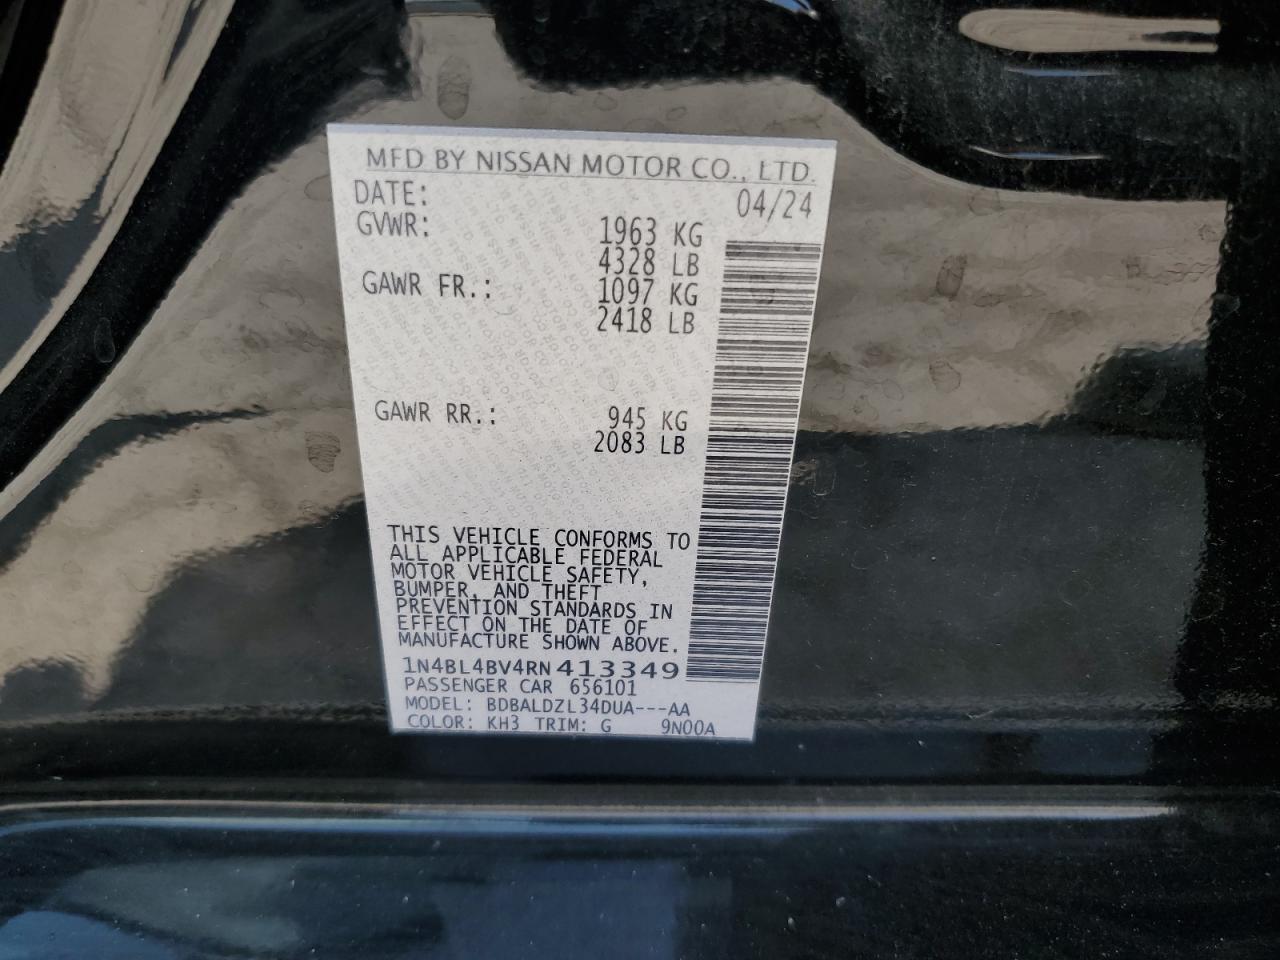 MFD BY NISSAN MOTOR CO., LTD.
DATE: 04/24
GVWR: 1963 KG
4328 LB
GAWR FR.: 1097 KG
2418 LB
GAWR RR.: 945 KG
2083 LB
THIS VEHICLE CONFORMS TO
ALL APPLICABLE FEDERAL
MOTOR VEHICLE SAFETY,
BUMPER, AND THEFT
PREVENTION STANDARDS IN
EFFECT ON THE DATE OF
MANUFACTURE SHOWN ABOVE.
1N4BL4BV4RN413349
PASSENGER CAR 656101
MODEL: BDBALDZL34DUA---AA
COLOR: KH3 TRIM: G 9N00A